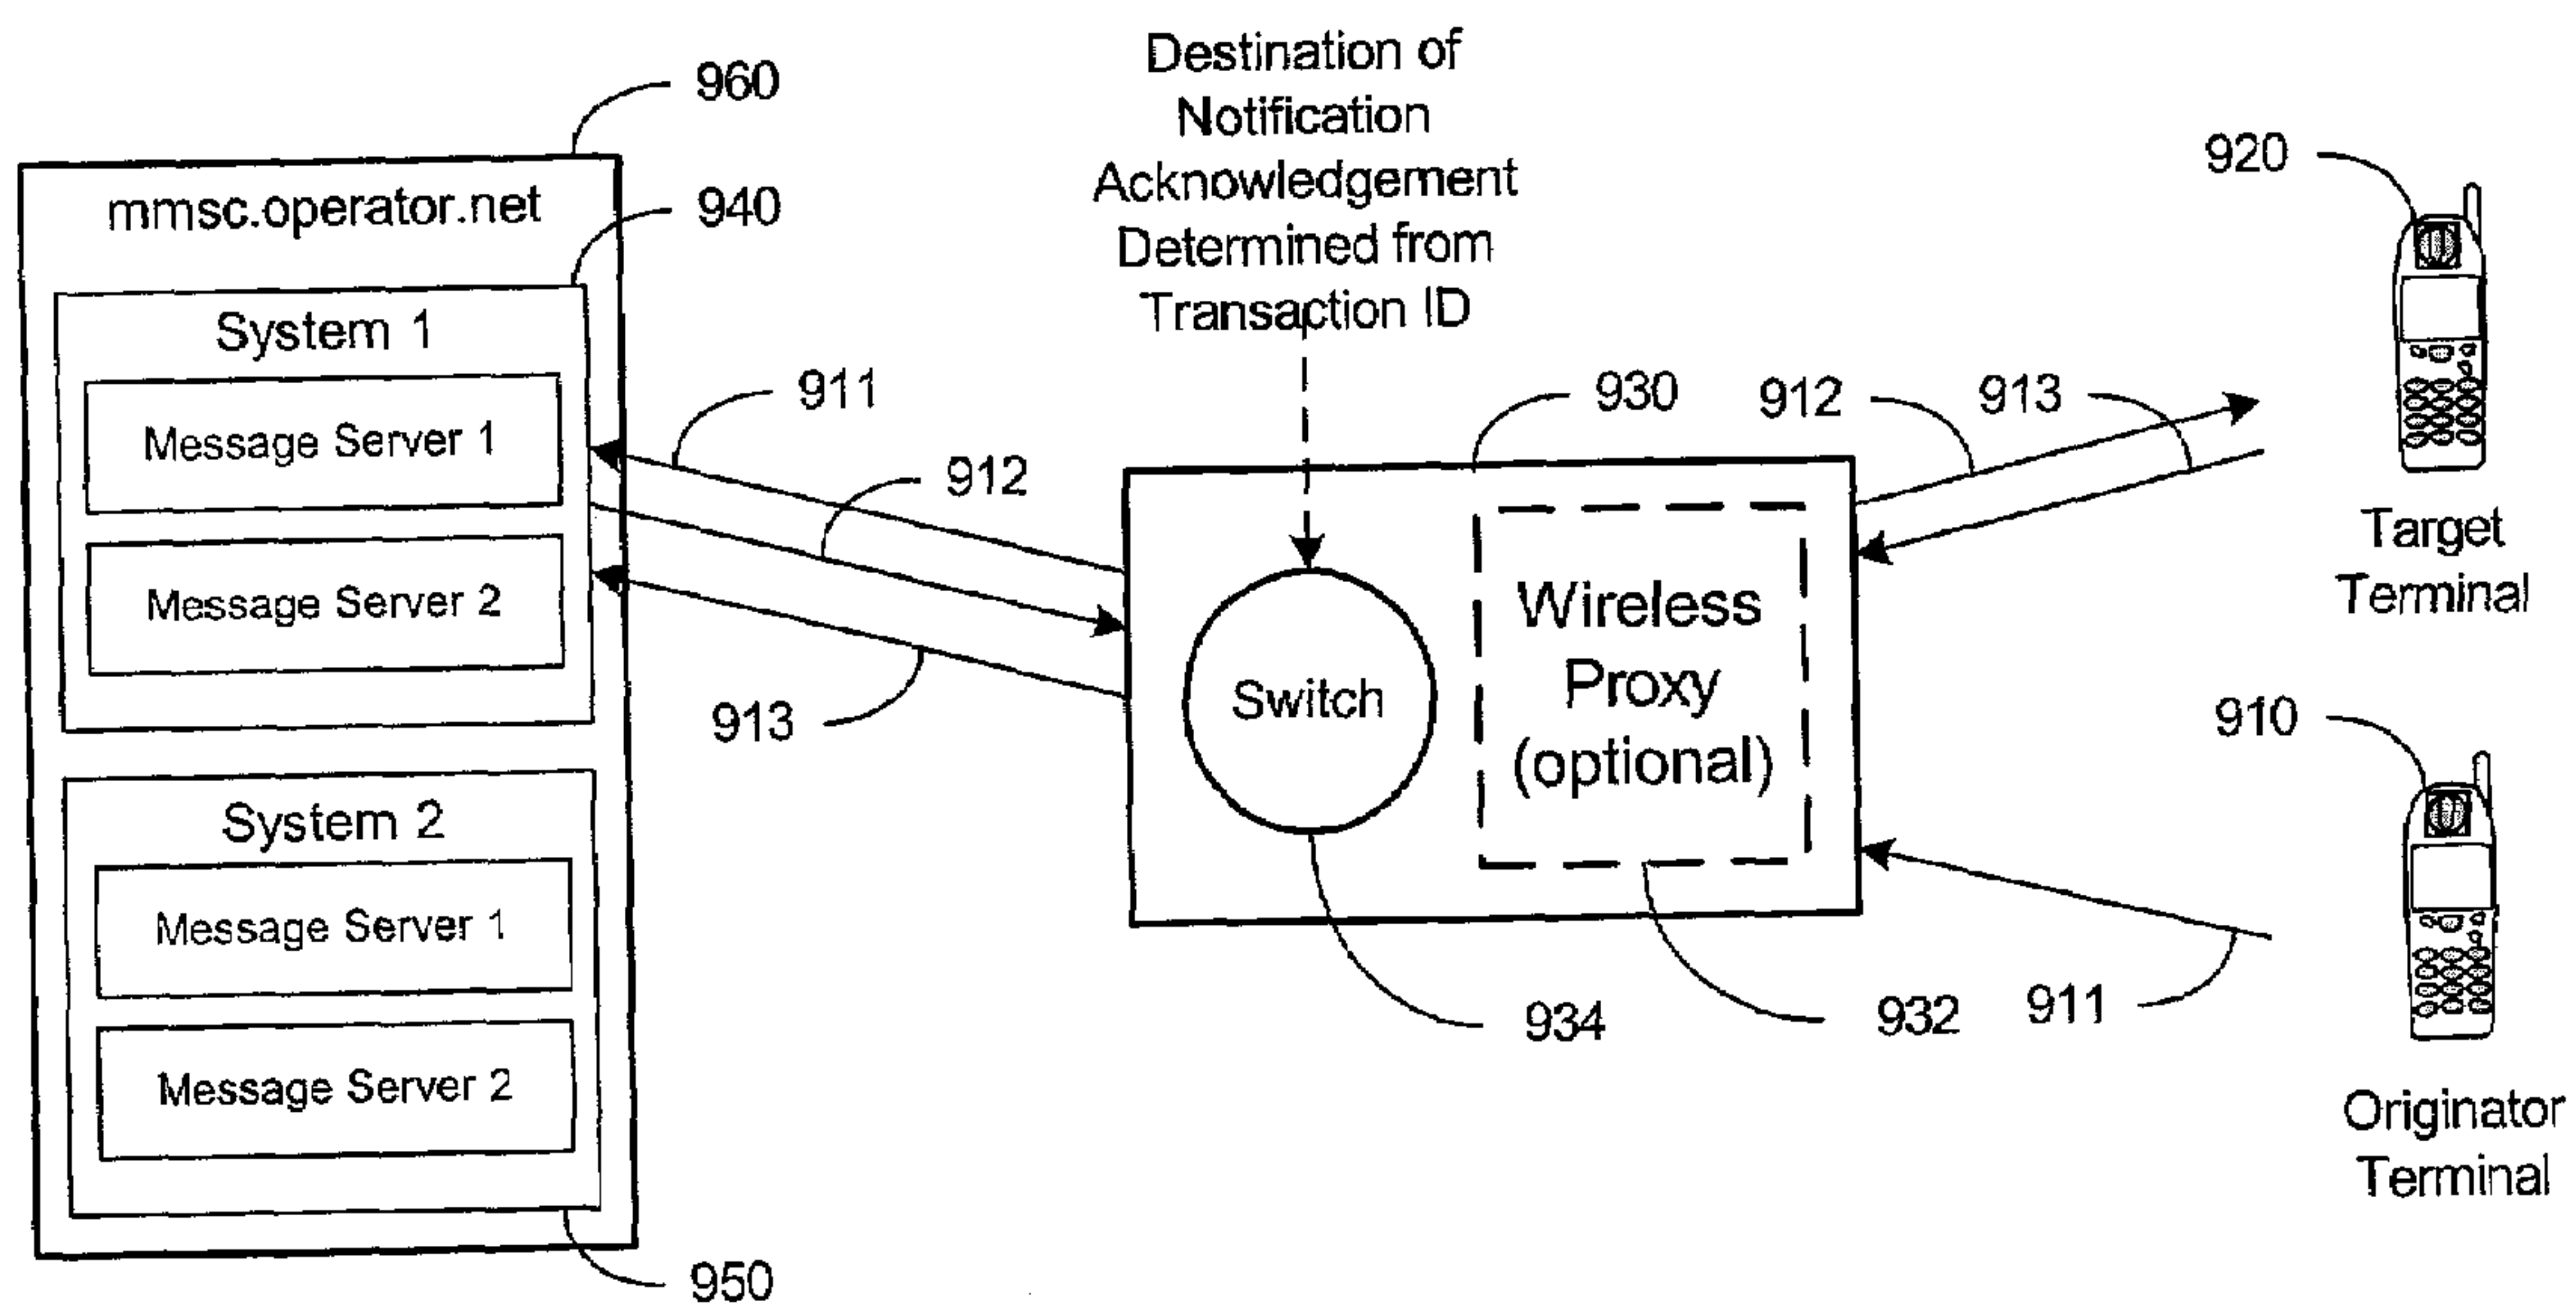 Destination of
Notification
Acknowledgement
Determined from
Transaction ID
960
mmsc.operator.net
940
System 1
Message Server 1
Message Server 2
System 2
Message Server 1
Message Server 2
950
911
912
913
930
912
913
Switch
Wireless
Proxy
(optional)
934
932
911
920
Target
Terminal
910
Originator
Terminal